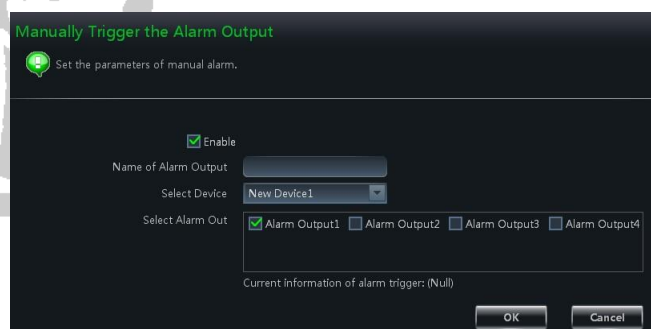 Manually Trigger the Alarm Output
Set the parameters of manual alarm.
Enable
Name of Alarm Output
Select Device New Device1
Select Alarm Out Alarm Output1 Alarm Output2 Alarm Output3 Alarm Output4
Current information of alarm trigger: (Null)
OK Cancel